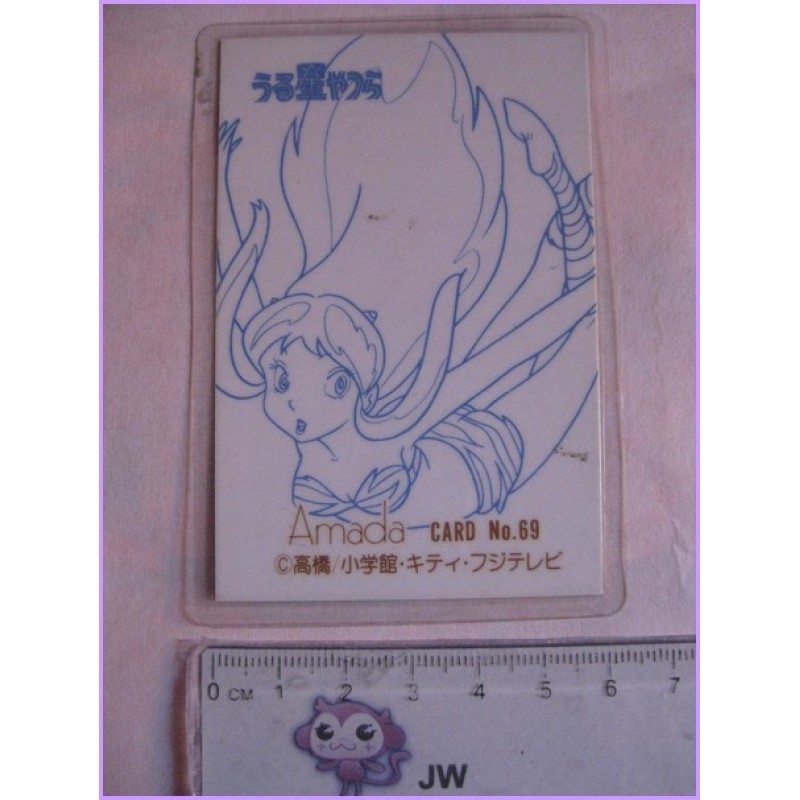 うる星やつら
Amada CARD No.69
©高橋/小学館・キティ・フジテレビ
0 CM 1 2 3 4 5 6 7
JW